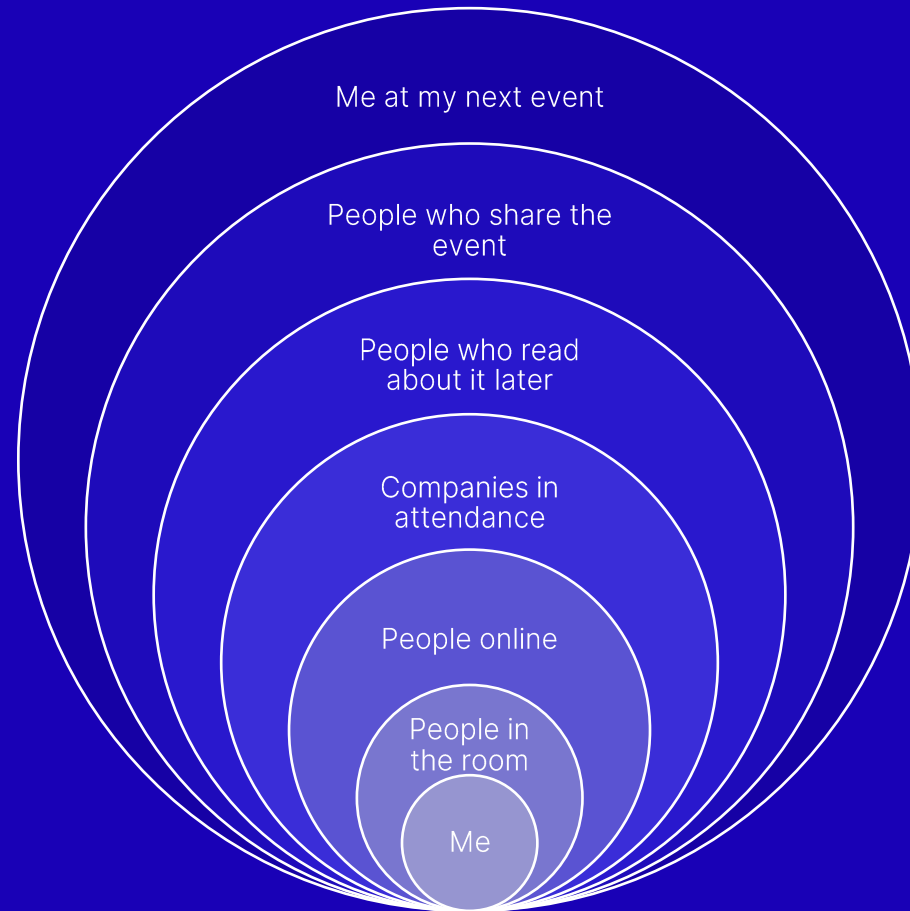 Me at my next event
People who share the
event
People who read
about it later
Companies in
attendance
People online
People in
the room
Me